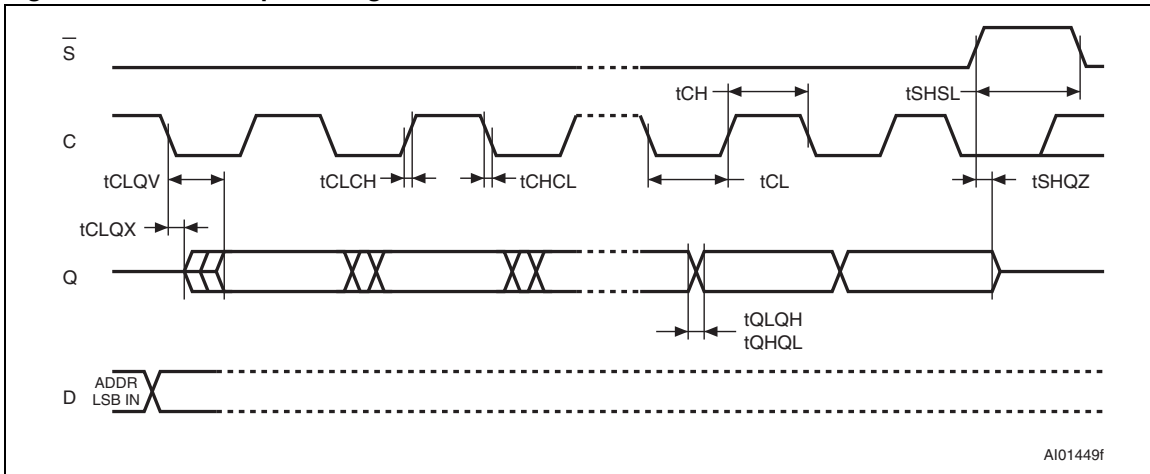 S
tCH
tSHSL
C
tCLQV
tCLCH
tCHCL
tCL
tSHQZ
tCLQX
Q
tQLQH
tQHQL
D
ADDR
LSB IN
AI01449f